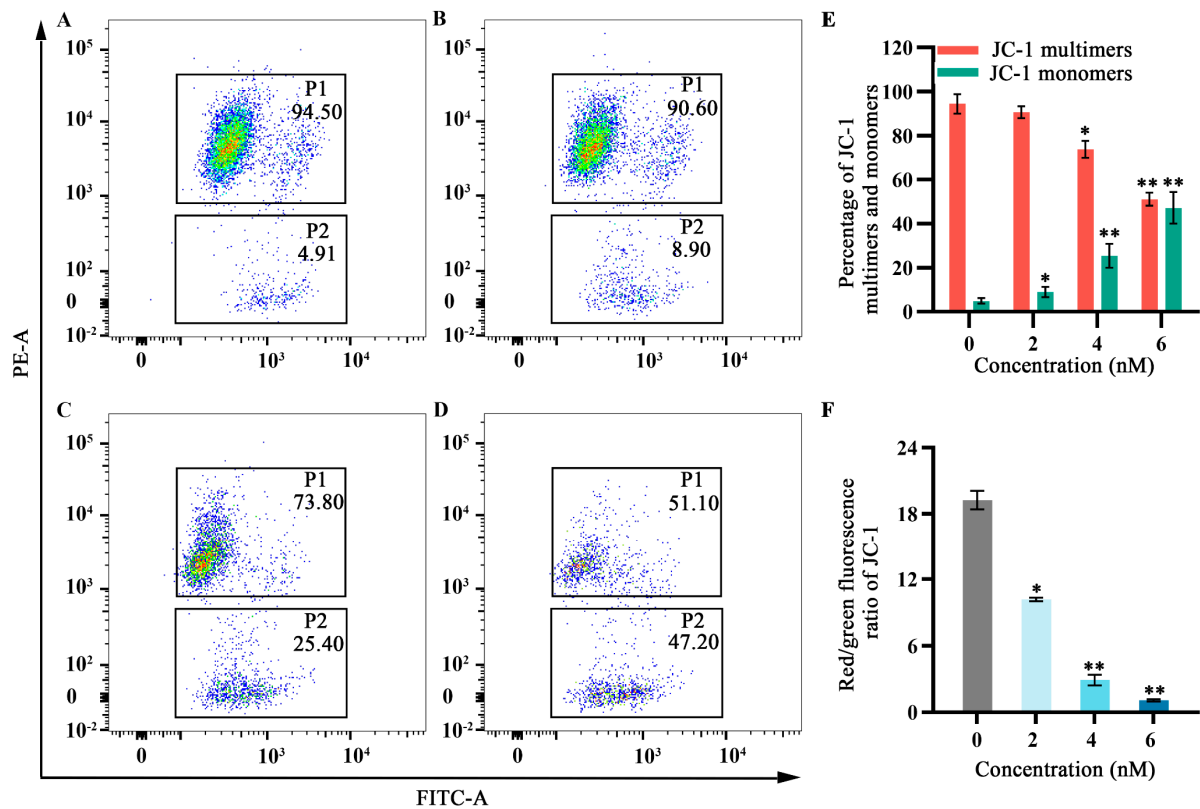 A
10⁵
10⁴
10³
10²
0
10⁻²
P1
94.50
P2
4.91
0
10³
10⁴
B
10⁵
10⁴
10³
10²
0
10⁻²
P1
90.60
P2
8.90
0
10³
10⁴
C
10⁵
10⁴
10³
10²
0
10⁻²
P1
73.80
P2
25.40
0
10³
10⁴
D
10⁵
10⁴
10³
10²
0
10⁻²
P1
51.10
P2
47.20
0
10³
10⁴
PE-A
FITC-A
E
JC-1 multimers
JC-1 monomers
Percentage of JC-1
multimers and monomers
120
100
80
60
40
20
0
*
*
**
** **
0 2 4 6
Concentration (nM)
F
Red/green fluorescence
ratio of JC-1
24
18
12
6
0
*
**
**
0 2 4 6
Concentration (nM)